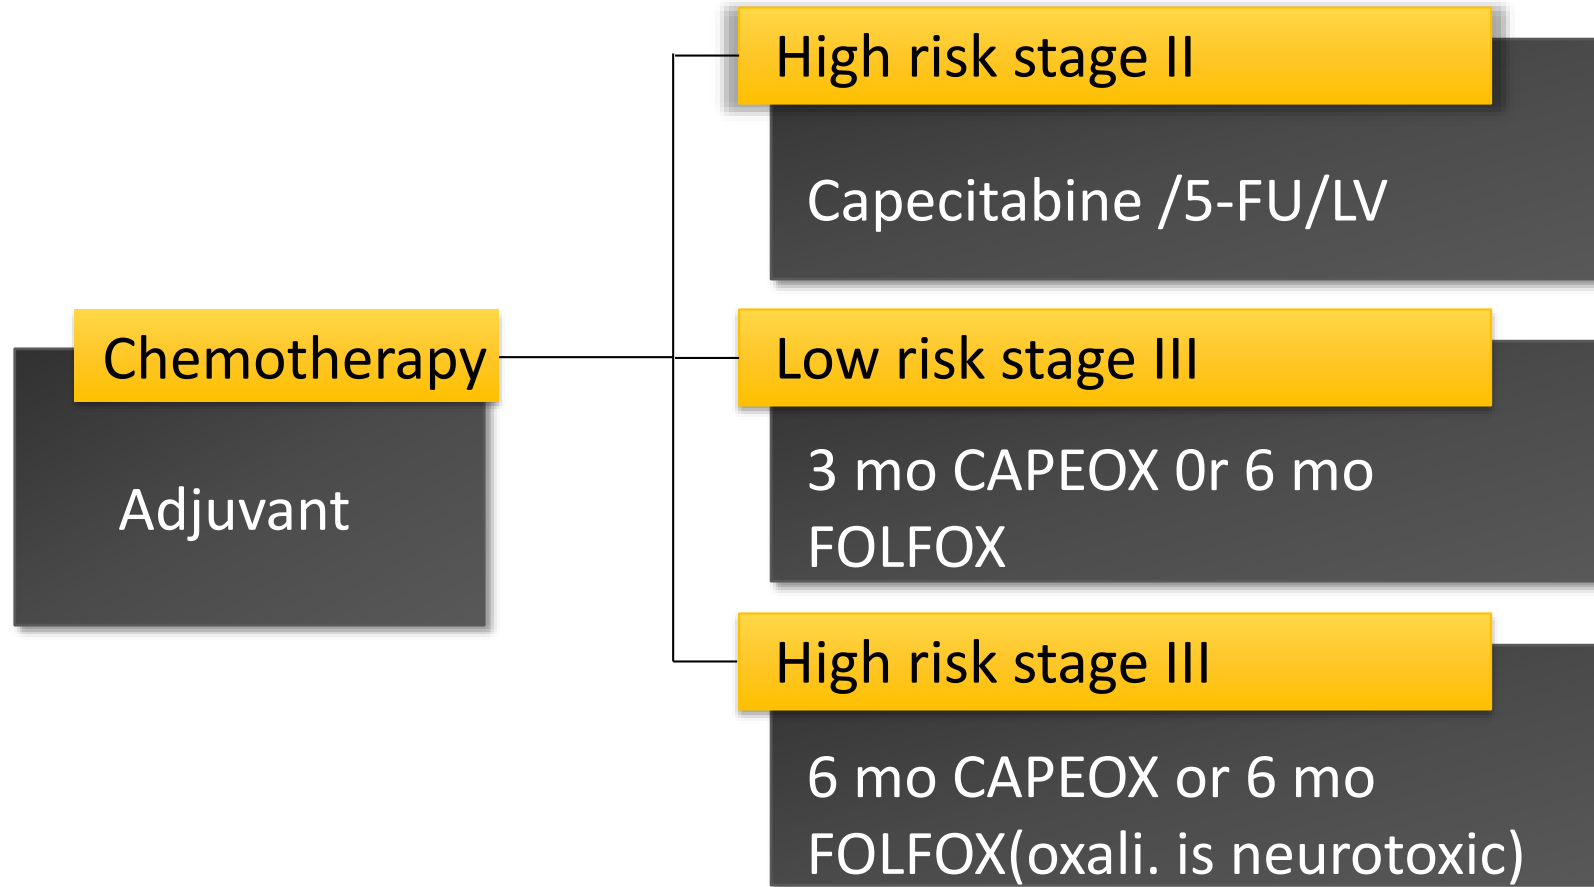 Chemotherapy
Adjuvant
High risk stage II
Capecitabine /5-FU/LV
Low risk stage III
3 mo CAPEOX 0r 6 mo
FOLFOX
High risk stage III
6 mo CAPEOX or 6 mo
FOLFOX(oxali. is neurotoxic)